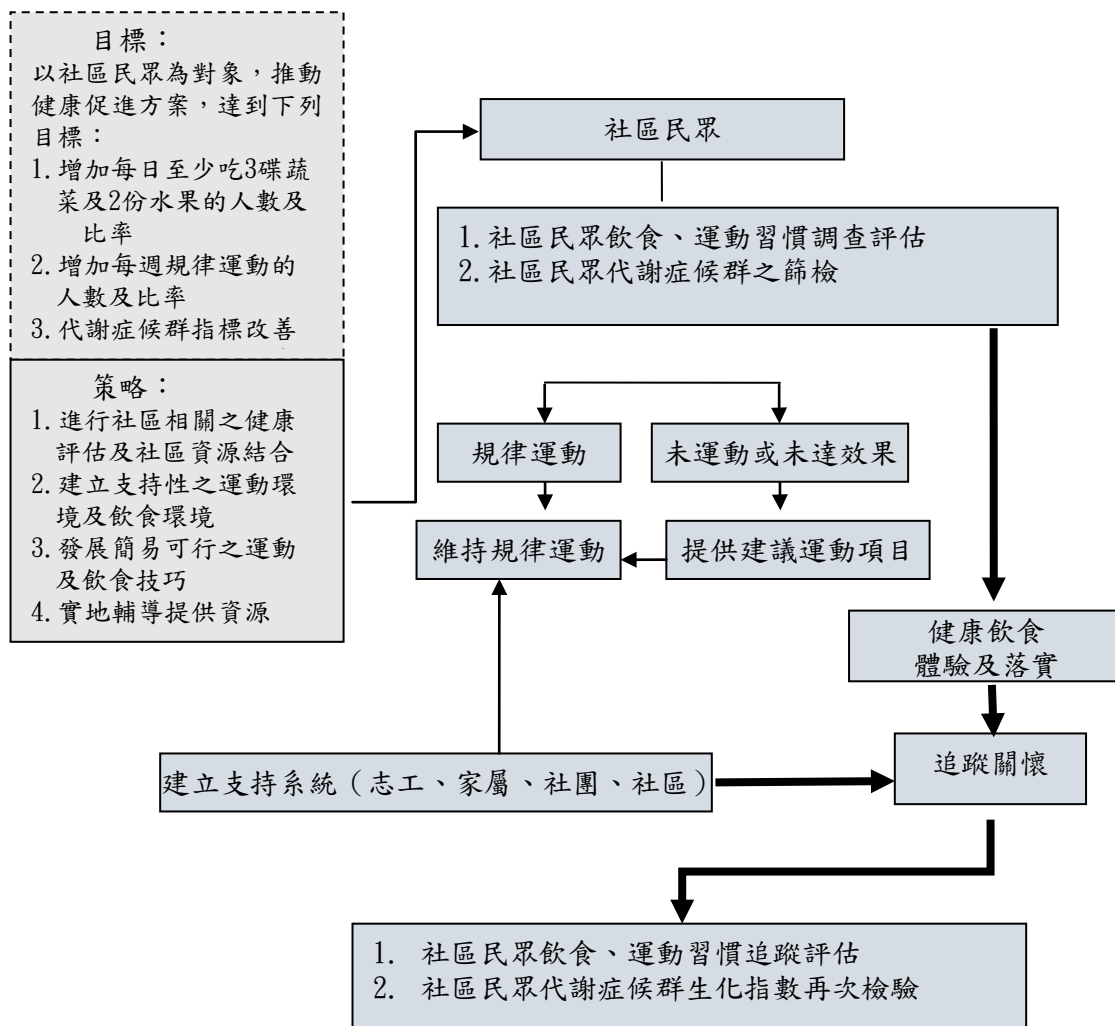 目標：
以社區民眾為對象，推動
健康促進方案，達到下列
目標：
1.增加每日至少吃3碟蔬
菜及2份水果的人數及
比率
2.增加每週規律運動的
人數及比率
3.代謝症候群指標改善
策略：
1.進行社區相關之健康
評估及社區資源結合
2.建立支持性之運動環
境及飲食環境
3.發展簡易可行之運動
及飲食技巧
4.實地輔導提供資源
社區民眾
1.社區民眾飲食、運動習慣調查評估
2.社區民眾代謝症候群之篩檢
規律運動
未運動或未達效果
維持規律運動
提供建議運動項目
健康飲食
體驗及落實
建立支持系統（志工、家屬、社團、社區）
追蹤關懷
1. 社區民眾飲食、運動習慣追蹤評估
2. 社區民眾代謝症候群生化指數再次檢驗